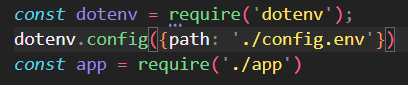 const dotenv = require('dotenv');
dotenv.config({path: './config.env'})
const app = require('./app')